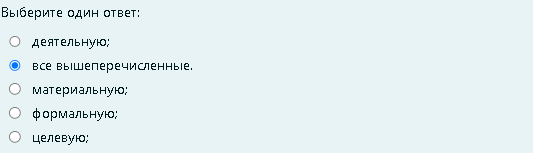 Выберите один ответ:
деятельную;
все вышеперечисленные.
материальную;
формальную;
целевую;